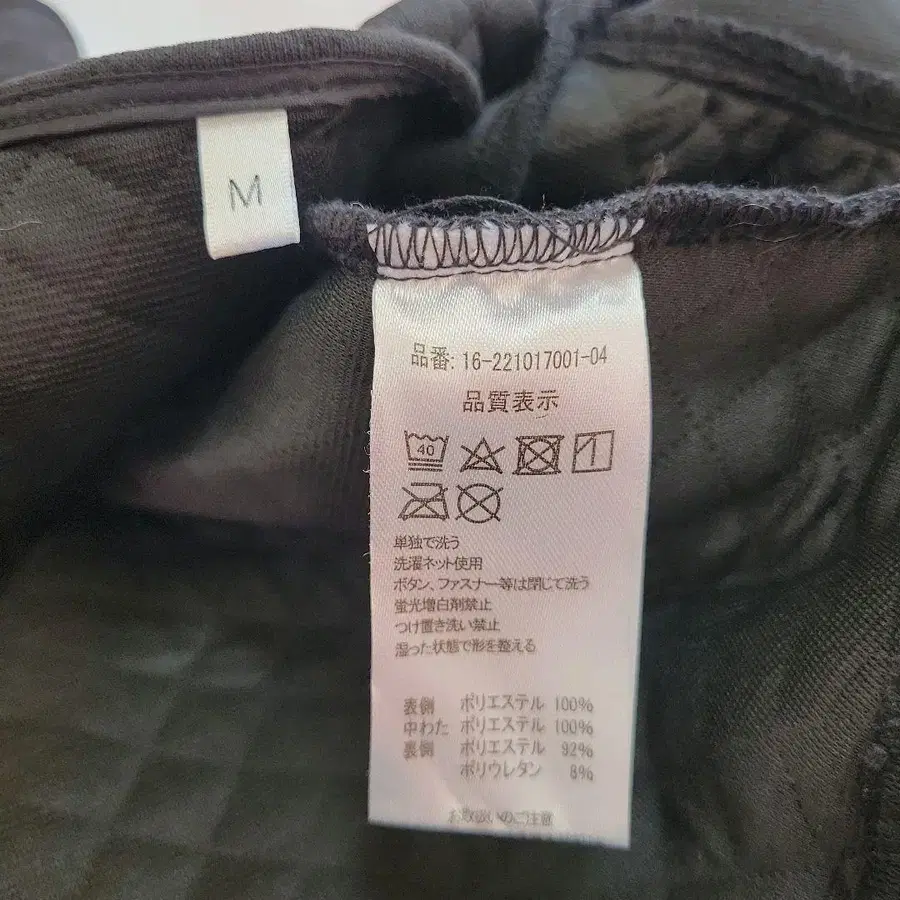 M
品番: 16-221017001-04
品質表示
40
単独で洗う
洗濯ネット使用
ボタン、ファスナー等は閉じて洗う
蛍光増白剤禁止
つけ置き洗い禁止
湿った状態で形を整える
表側 ポリエステル 100%
中わた ポリエステル 100%
裏側 ポリエステル 92%
ポリウレタン 8%
お取扱いのご注意